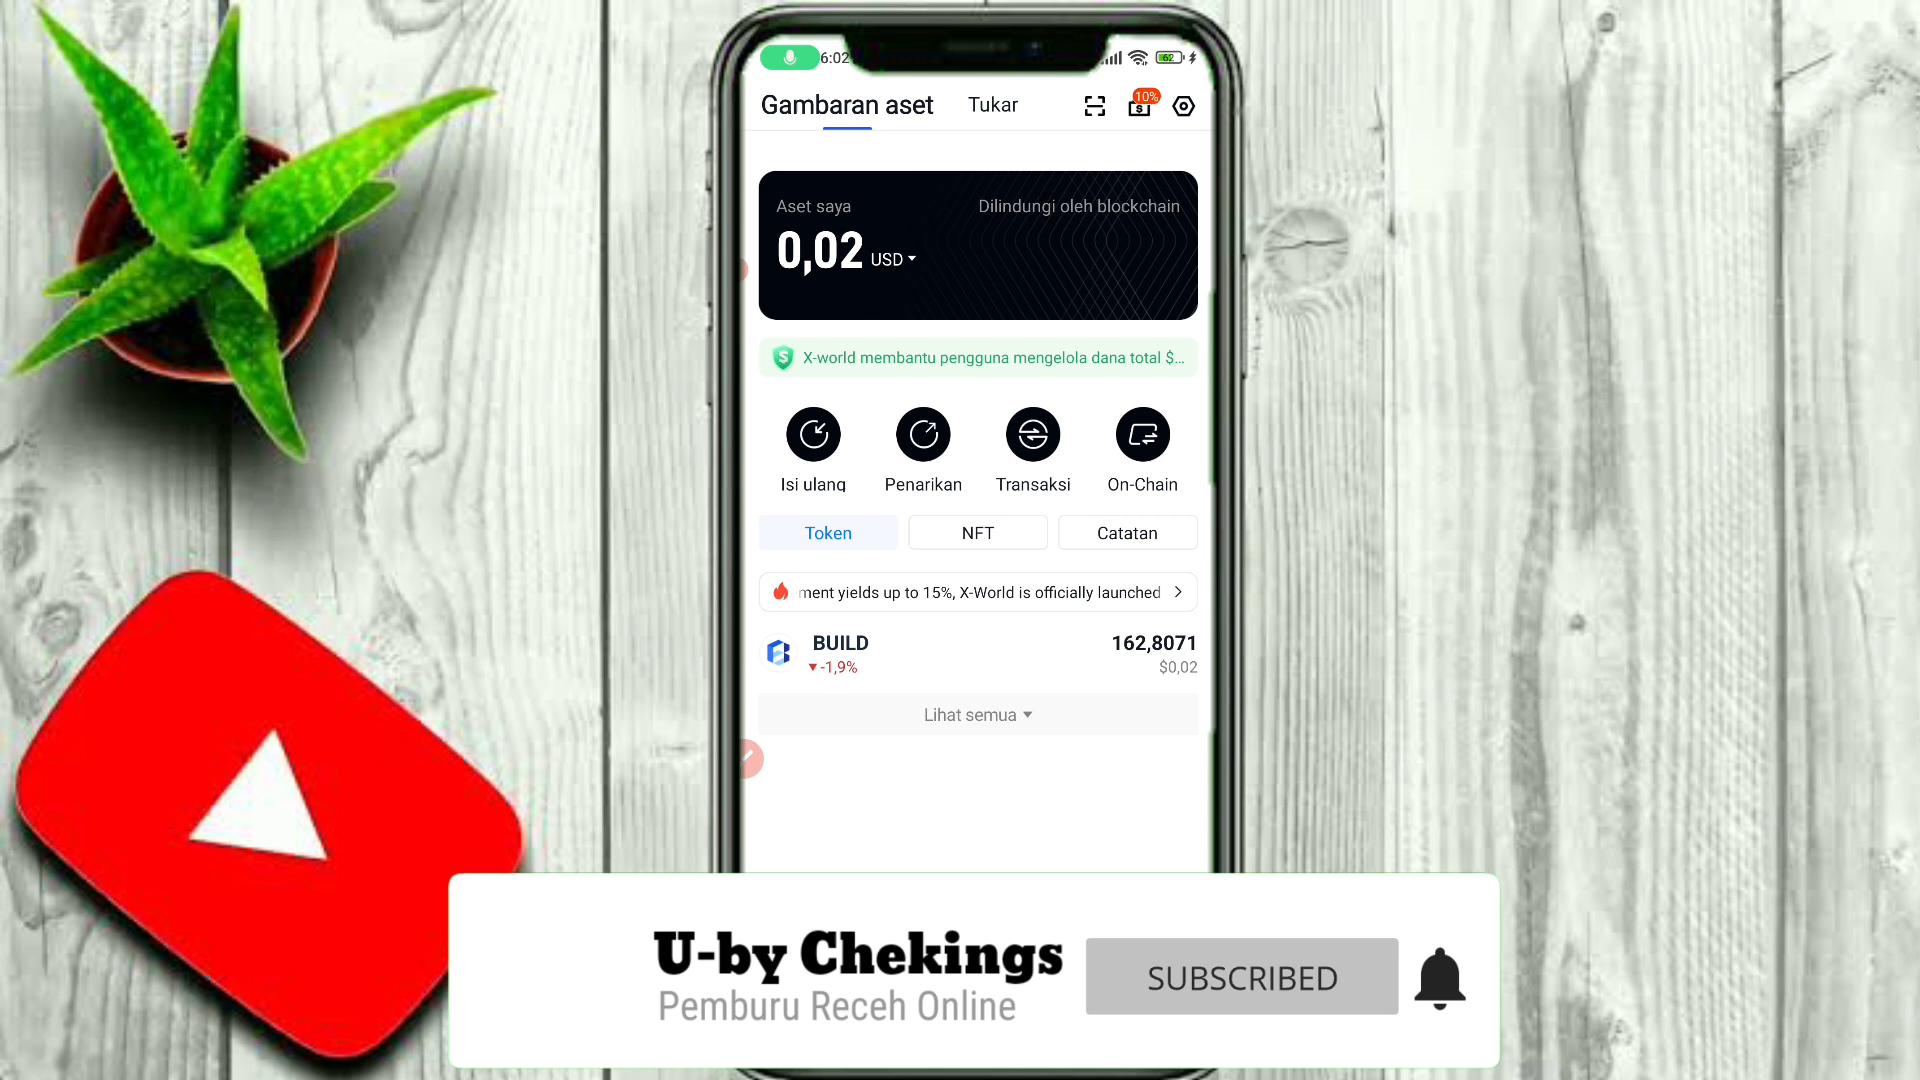 6:02
62
Gambaran aset
Tukar
10%
Aset saya
Dilindungi oleh blockchain
0,02 USD
X-world membantu pengguna mengelola dana total $...
Isi ulang
Penarikan
Transaksi
On-Chain
Token
NFT
Catatan
ment yields up to 15%, X-World is officially launched
BUILD
162,8071
-1,9%
$0,02
Lihat semua
U-by Chekings
SUBSCRIBED
Pemburu Receh Online